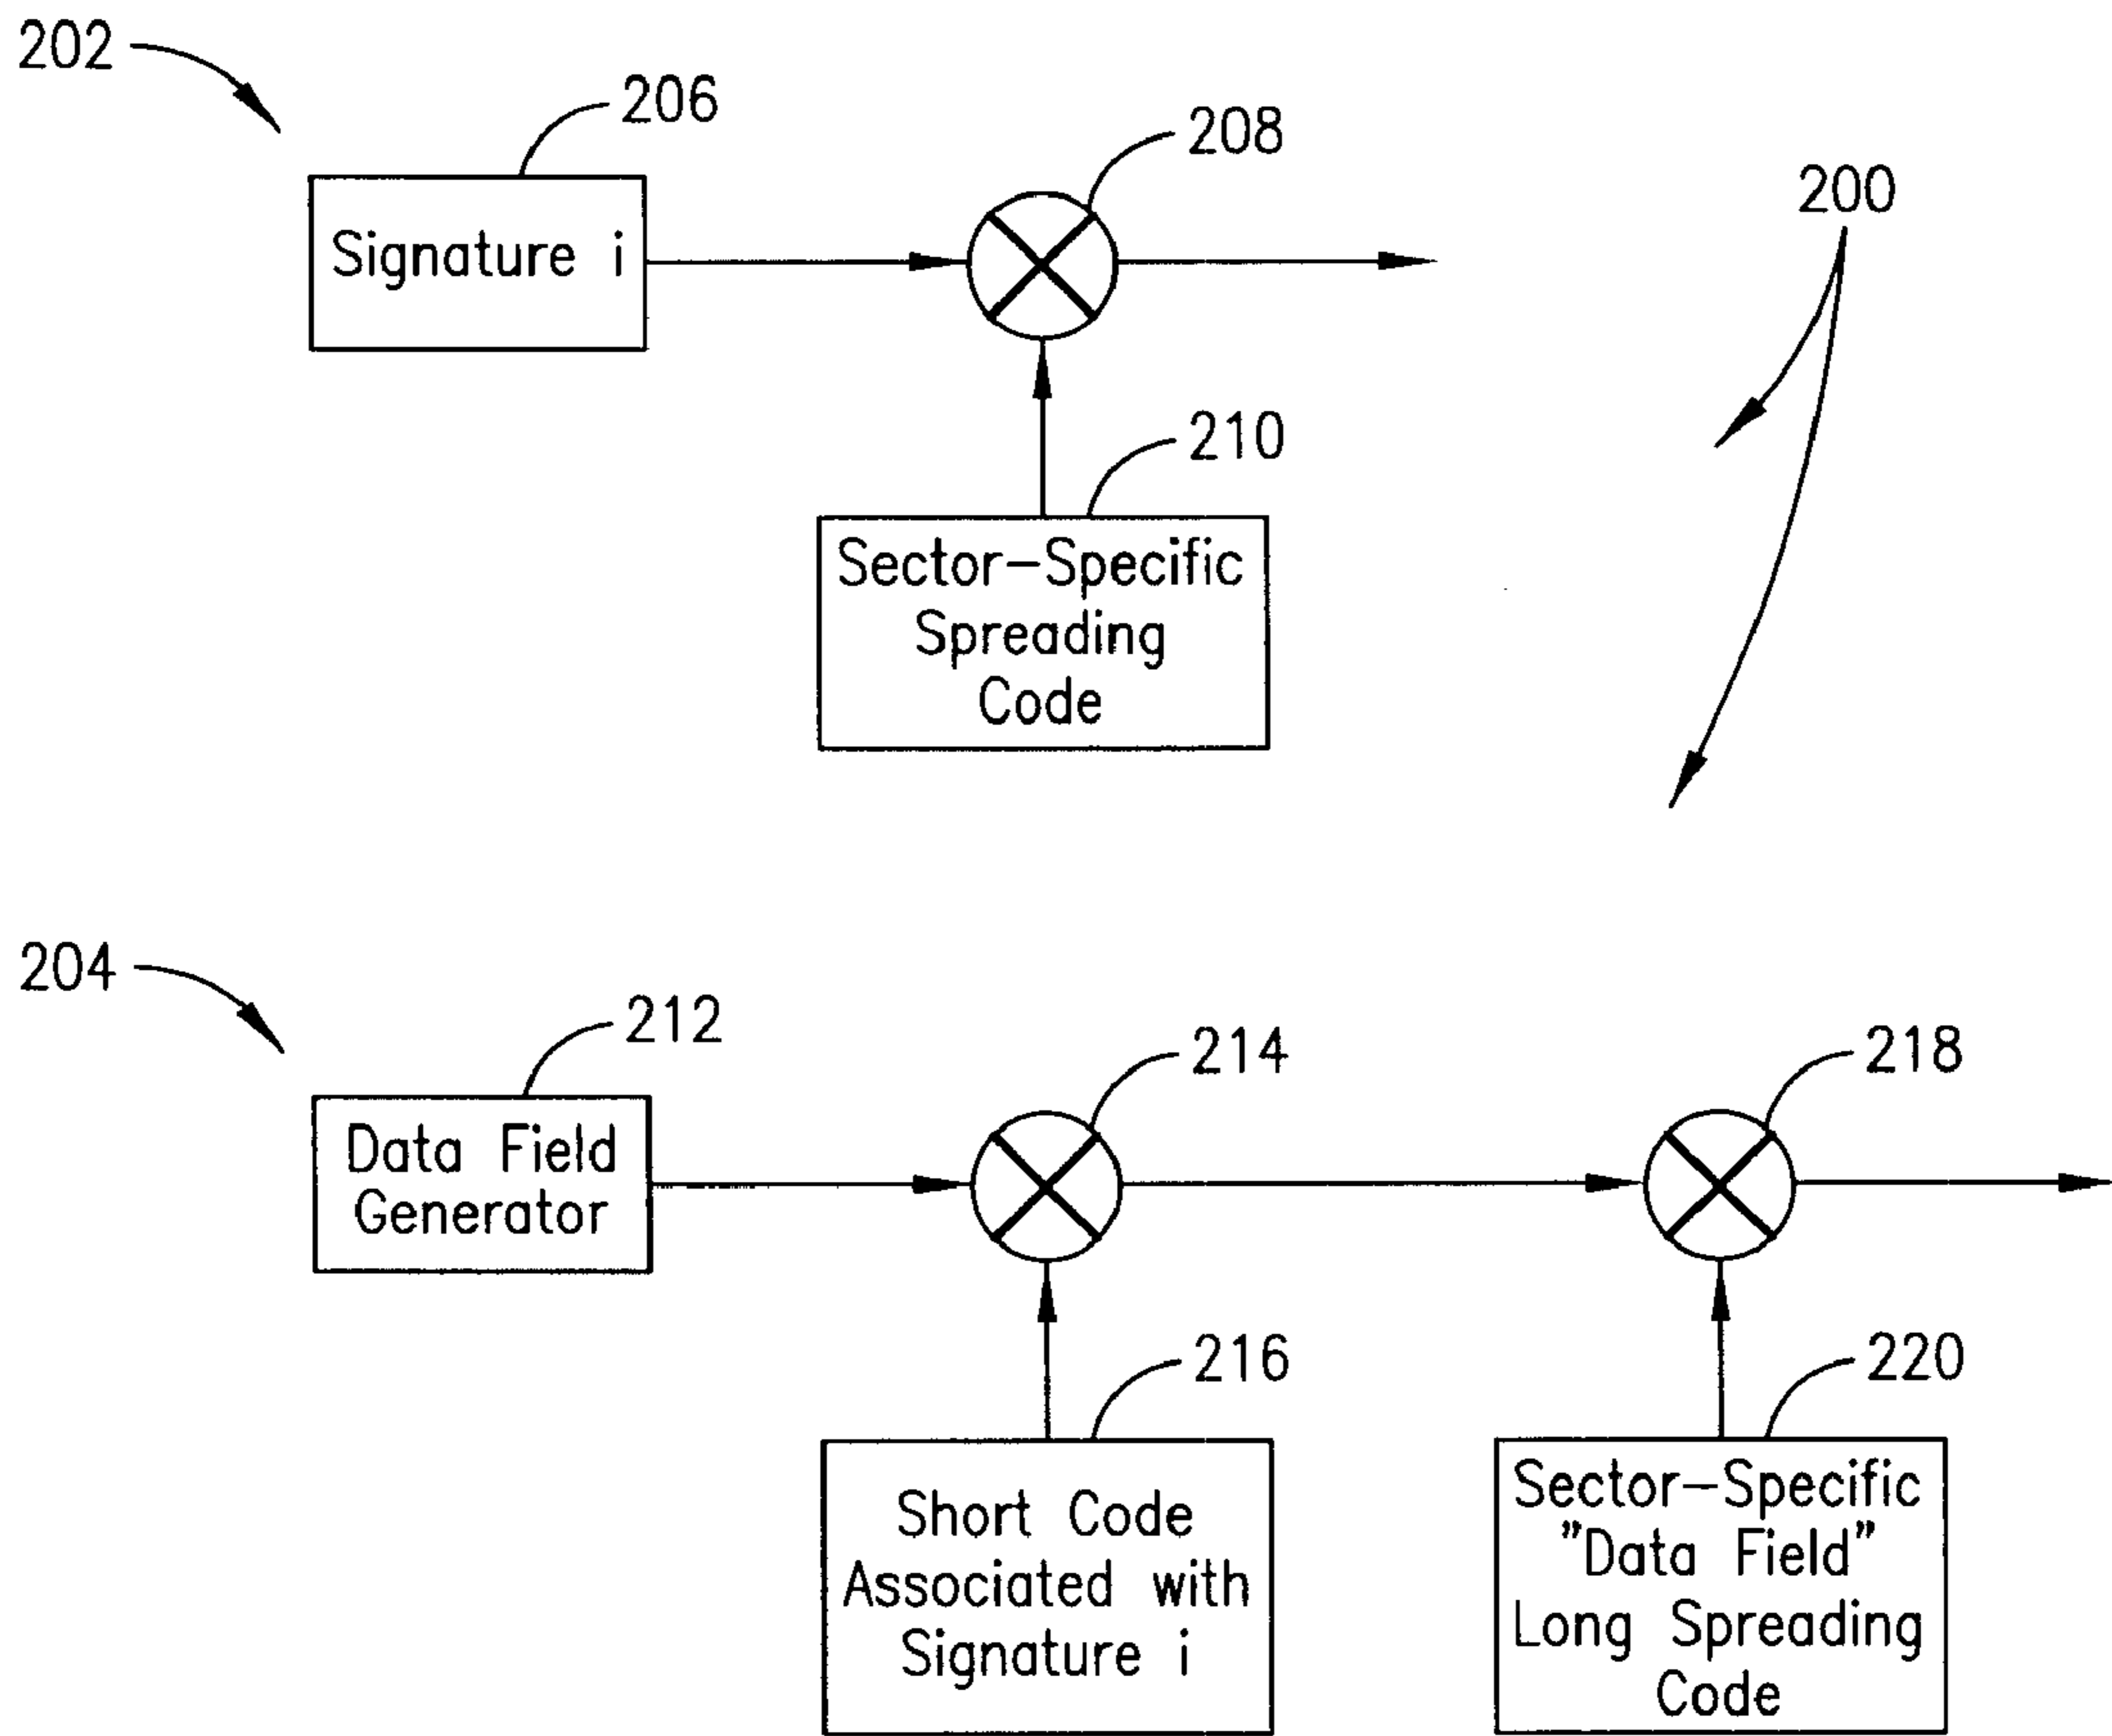 202
206
208
200
Signature i
210
Sector-Specific
Spreading
Code
204
212
214
218
Data Field
Generator
216
220
Short Code
Associated with
Signature i
Sector-Specific
"Data Field"
Long Spreading
Code